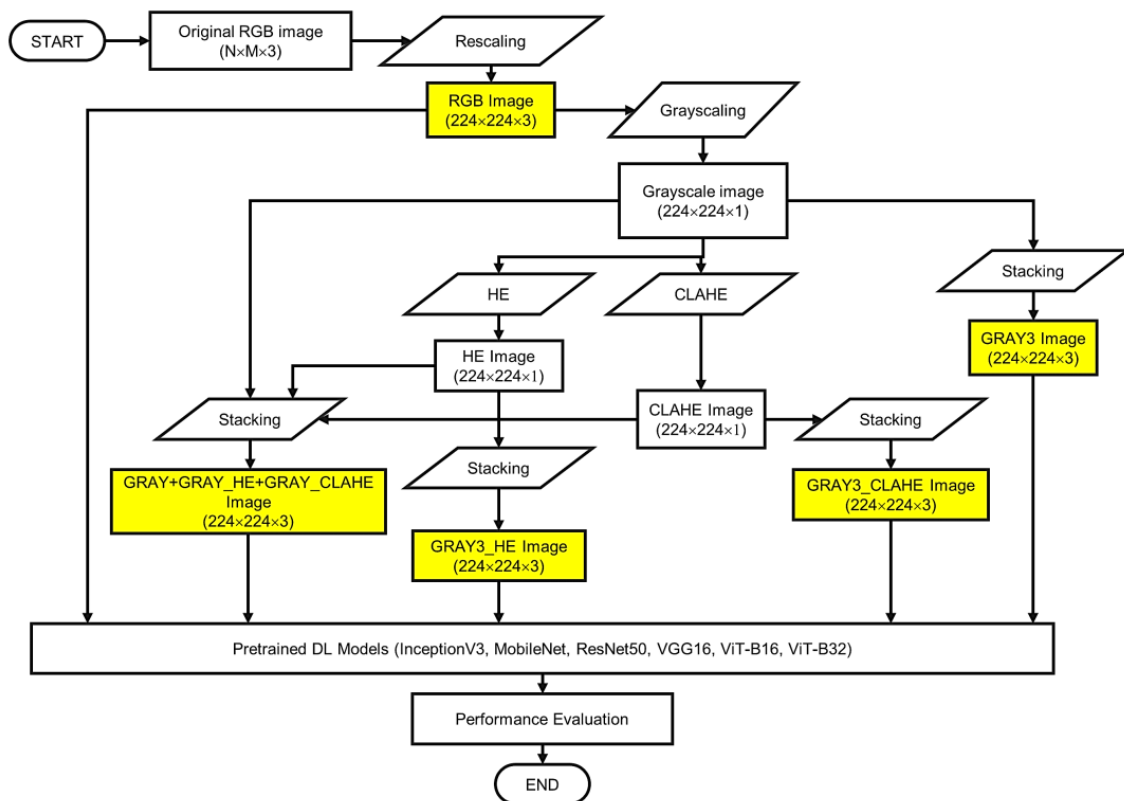 START
Original RGB image
(N×M×3)
Rescaling
RGB Image
(224×224×3)
Grayscaling
Grayscale image
(224×224×1)
HE
CLAHE
Stacking
HE Image
(224×224×1)
GRAY3 Image
(224×224×3)
Stacking
CLAHE Image
(224×224×1)
Stacking
Stacking
GRAY+GRAY_HE+GRAY_CLAHE
Image
(224×224×3)
GRAY3_CLAHE Image
(224×224×3)
GRAY3_HE Image
(224×224×3)
Pretrained DL Models (InceptionV3, MobileNet, ResNet50, VGG16, ViT-B16, ViT-B32)
Performance Evaluation
END